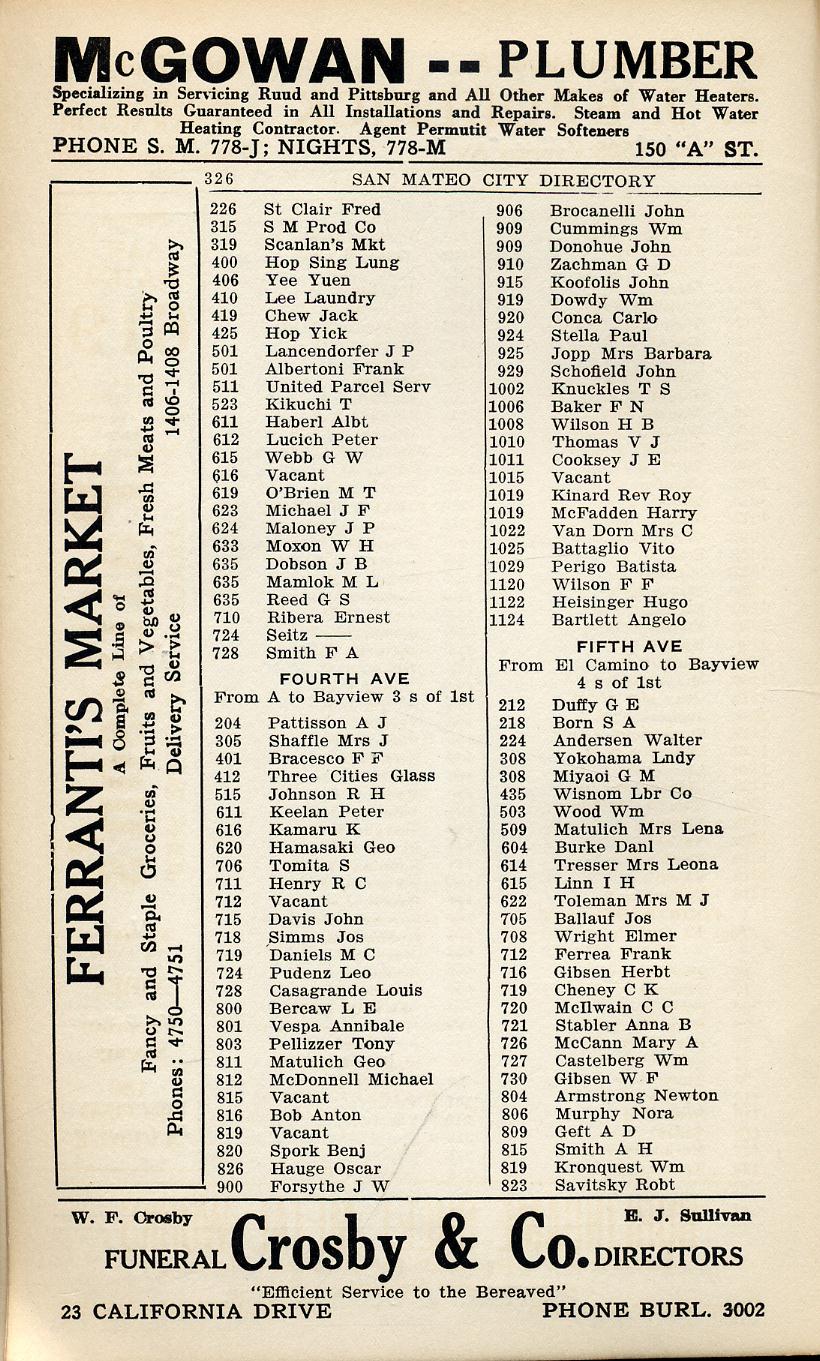 McGOWAN -- PLUMBER
Specializing in Servicing Ruud and Pittsburg and All Other Makes of Water Heaters.
Perfect Results Guaranteed in All Installations and Repairs. Steam and Hot Water
Heating Contractor. Agent Permutit Water Softeners
PHONE S. M. 778-J; NIGHTS, 778-M 150 "A" ST.
326 SAN MATEO CITY DIRECTORY
FERRANTI'S MARKET
A Complete Line of
Fancy and Staple Groceries, Fruits and Vegetables, Fresh Meats and Poultry
Phones: 4750—4751 Delivery Service 1406-1408 Broadway
226 St Clair Fred
315 S M Prod Co
319 Scanlan's Mkt
400 Hop Sing Lung
406 Yee Yuen
410 Lee Laundry
419 Chew Jack
425 Hop Yick
501 Lancendorfer J P
501 Albertoni Frank
511 United Parcel Serv
523 Kikuchi T
611 Haberl Albt
612 Lucich Peter
615 Webb G W
616 Vacant
619 O'Brien M T
623 Michael J F
624 Maloney J P
633 Moxon W H
635 Dobson J B
635 Mamlok M L
635 Reed G S
710 Ribera Ernest
724 Seitz ——
728 Smith F A
FOURTH AVE
From A to Bayview 3 s of 1st
204 Pattisson A J
305 Shaffle Mrs J
401 Bracesco F F
412 Three Cities Glass
515 Johnson R H
611 Keelan Peter
616 Kamaru K
620 Hamasaki Geo
706 Tomita S
711 Henry R C
712 Vacant
715 Davis John
718 Simms Jos
719 Daniels M C
724 Pudenz Leo
728 Casagrande Louis
800 Bercaw L E
801 Vespa Annibale
803 Pellizzer Tony
811 Matulich Geo
812 McDonnell Michael
815 Vacant
816 Bob Anton
819 Vacant
820 Spork Benj
826 Hauge Oscar
900 Forsythe J W
906 Brocanelli John
909 Cummings Wm
909 Donohue John
910 Zachman G D
915 Koofolis John
919 Dowdy Wm
920 Conca Carlo
924 Stella Paul
925 Jopp Mrs Barbara
929 Schofield John
1002 Knuckles T S
1006 Baker F N
1008 Wilson H B
1010 Thomas V J
1011 Cooksey J E
1015 Vacant
1019 Kinard Rev Roy
1019 McFadden Harry
1022 Van Dorn Mrs C
1025 Battaglio Vito
1029 Perigo Batista
1120 Wilson F F
1122 Heisinger Hugo
1124 Bartlett Angelo
FIFTH AVE
From El Camino to Bayview
4 s of 1st
212 Duffy G E
218 Born S A
224 Andersen Walter
308 Yokohama Lndy
308 Miyaoi G M
435 Wisnom Lbr Co
503 Wood Wm
509 Matulich Mrs Lena
604 Burke Danl
614 Tresser Mrs Leona
615 Linn I H
622 Toleman Mrs M J
705 Ballauf Jos
708 Wright Elmer
712 Ferrea Frank
716 Gibsen Herbt
719 Cheney C K
720 McIlwain C C
721 Stabler Anna B
726 McCann Mary A
727 Castelberg Wm
730 Gibsen W F
804 Armstrong Newton
806 Murphy Nora
809 Geft A D
815 Smith A H
819 Kronquest Wm
823 Savitsky Robt
W. F. Crosby E. J. Sullivan
FUNERAL Crosby & Co. DIRECTORS
"Efficient Service to the Bereaved"
23 CALIFORNIA DRIVE PHONE BURL. 3002